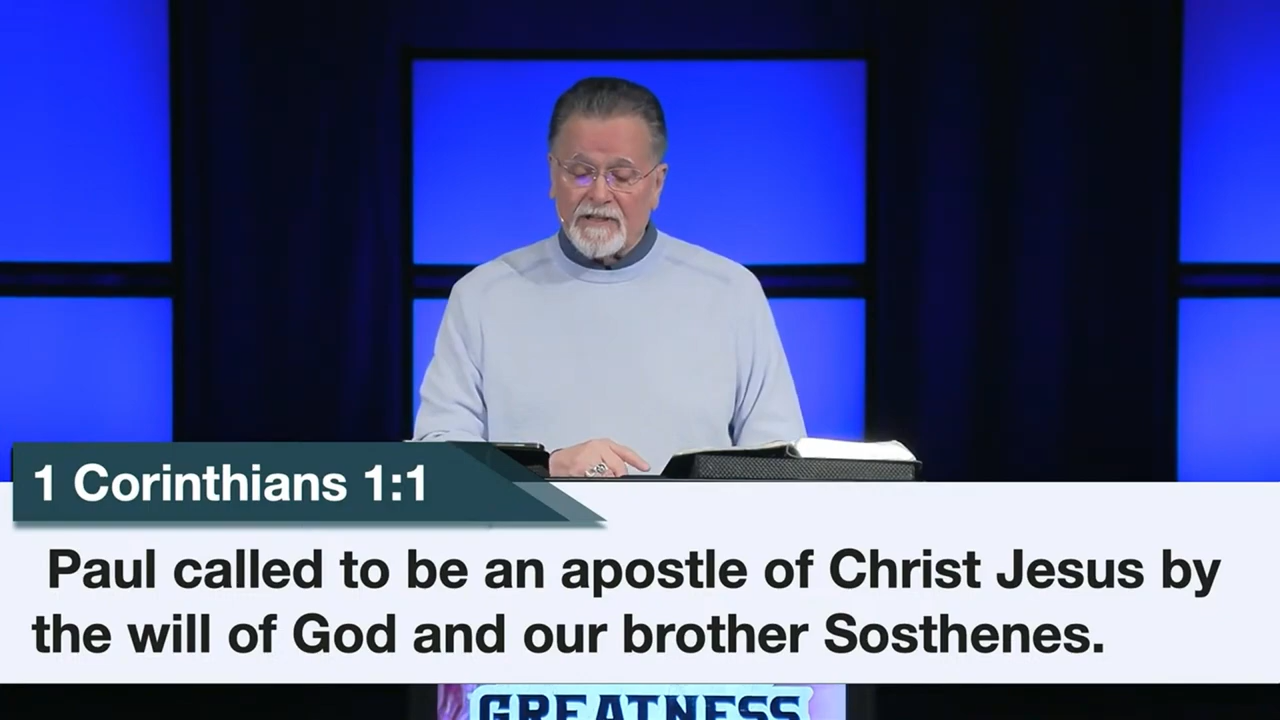 1 Corinthians 1:1
Paul called to be an apostle of Christ Jesus by
the will of God and our brother Sosthenes.
GREATNESS